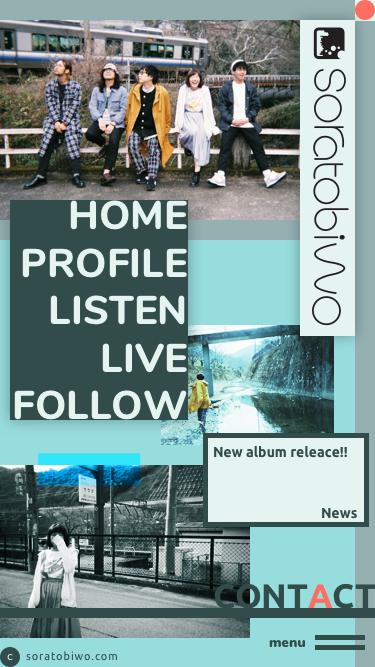 Soratobiwo
HOME
PROFILE
LISTEN
LIVE
FOLLOW
New album releace!!
News
CONTACT
menu
c soratobiwo.com